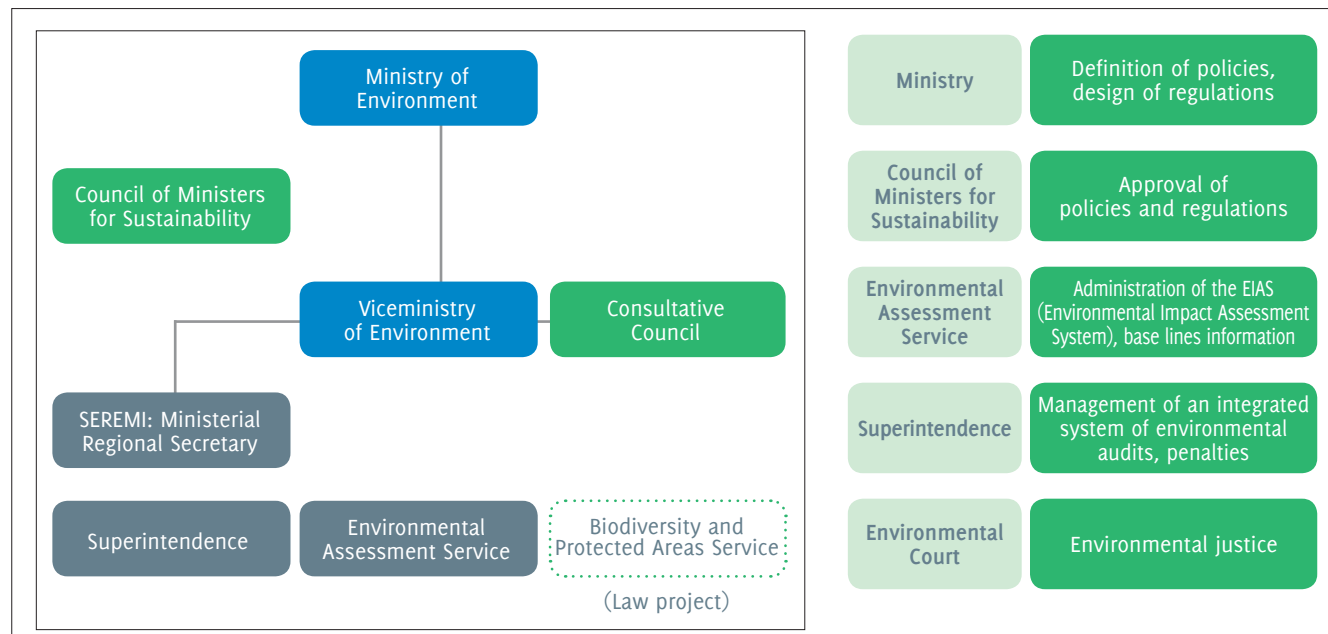 Ministry of
Environment
Council of Ministers
for Sustainability
Viceministry
of Environment
Consultative
Council
SEREMI: Ministerial
Regional Secretary
Superintendence
Environmental
Assessment Service
Biodiversity and
Protected Areas Service
(Law project)
Ministry
Definition of policies,
design of regulations
Council of
Ministers for
Sustainability
Approval of
policies and regulations
Environmental
Assessment
Service
Administration of the EIAS
(Environmental Impact Assessment
System), base lines information
Superintendence
Management of an integrated
system of environmental
audits, penalties
Environmental
Court
Environmental justice